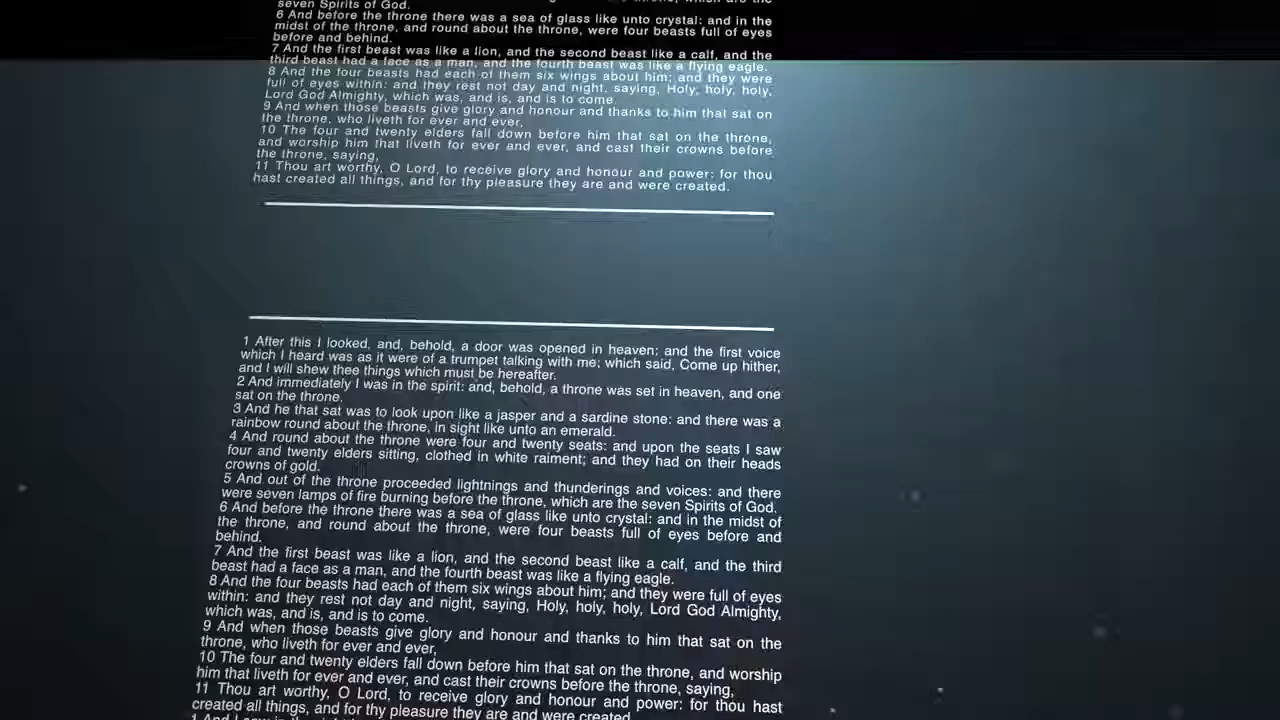 seven Spirits of God.
6 And before the throne there was a sea of glass like unto crystal: and in the
midst of the throne, and round about the throne, were four beasts full of eyes
before and behind.
7 And the first beast was like a lion, and the second beast like a calf, and the
third beast had a face as a man, and the fourth beast was like a flying eagle.
8 And the four beasts had each of them six wings about him; and they were
full of eyes within: and they rest not day and night, saying, Holy, holy, holy,
Lord God Almighty, which was, and is, and is to come.
9 And when those beasts give glory and honour and thanks to him that sat on
the throne, who liveth for ever and ever,
10 The four and twenty elders fall down before him that sat on the throne,
and worship him that liveth for ever and ever, and cast their crowns before
the throne, saying,
11 Thou art worthy, O Lord, to receive glory and honour and power: for thou
hast created all things, and for thy pleasure they are and were created.
1 After this I looked, and, behold, a door was opened in heaven; and the first voice
which I heard was as it were of a trumpet talking with me; which said, Come up hither,
and I will shew thee things which must be hereafter.
2 And immediately I was in the spirit: and, behold, a throne was set in heaven, and one
sat on the throne.
3 And he that sat was to look upon like a jasper and a sardine stone: and there was a
rainbow round about the throne, in sight like unto an emerald.
4 And round about the throne were four and twenty seats: and upon the seats I saw
four and twenty elders sitting, clothed in white raiment; and they had on their heads
crowns of gold.
5 And out of the throne proceeded lightnings and thunderings and voices: and there
were seven lamps of fire burning before the throne, which are the seven Spirits of God.
6 And before the throne there was a sea of glass like unto crystal: and in the midst of
the throne, and round about the throne, were four beasts full of eyes before and
behind.
7 And the first beast was like a lion, and the second beast like a calf, and the third
beast had a face as a man, and the fourth beast was like a flying eagle.
8 And the four beasts had each of them six wings about him; and they were full of eyes
within: and they rest not day and night, saying, Holy, holy, holy, Lord God Almighty,
which was, and is, and is to come.
9 And when those beasts give glory and honour and thanks to him that sat on the
throne, who liveth for ever and ever,
10 The four and twenty elders fall down before him that sat on the throne, and worship
him that liveth for ever and ever, and cast their crowns before the throne, saying,
11 Thou art worthy, O Lord, to receive glory and honour and power: for thou hast
created all things, and for thy pleasure they are and were created.